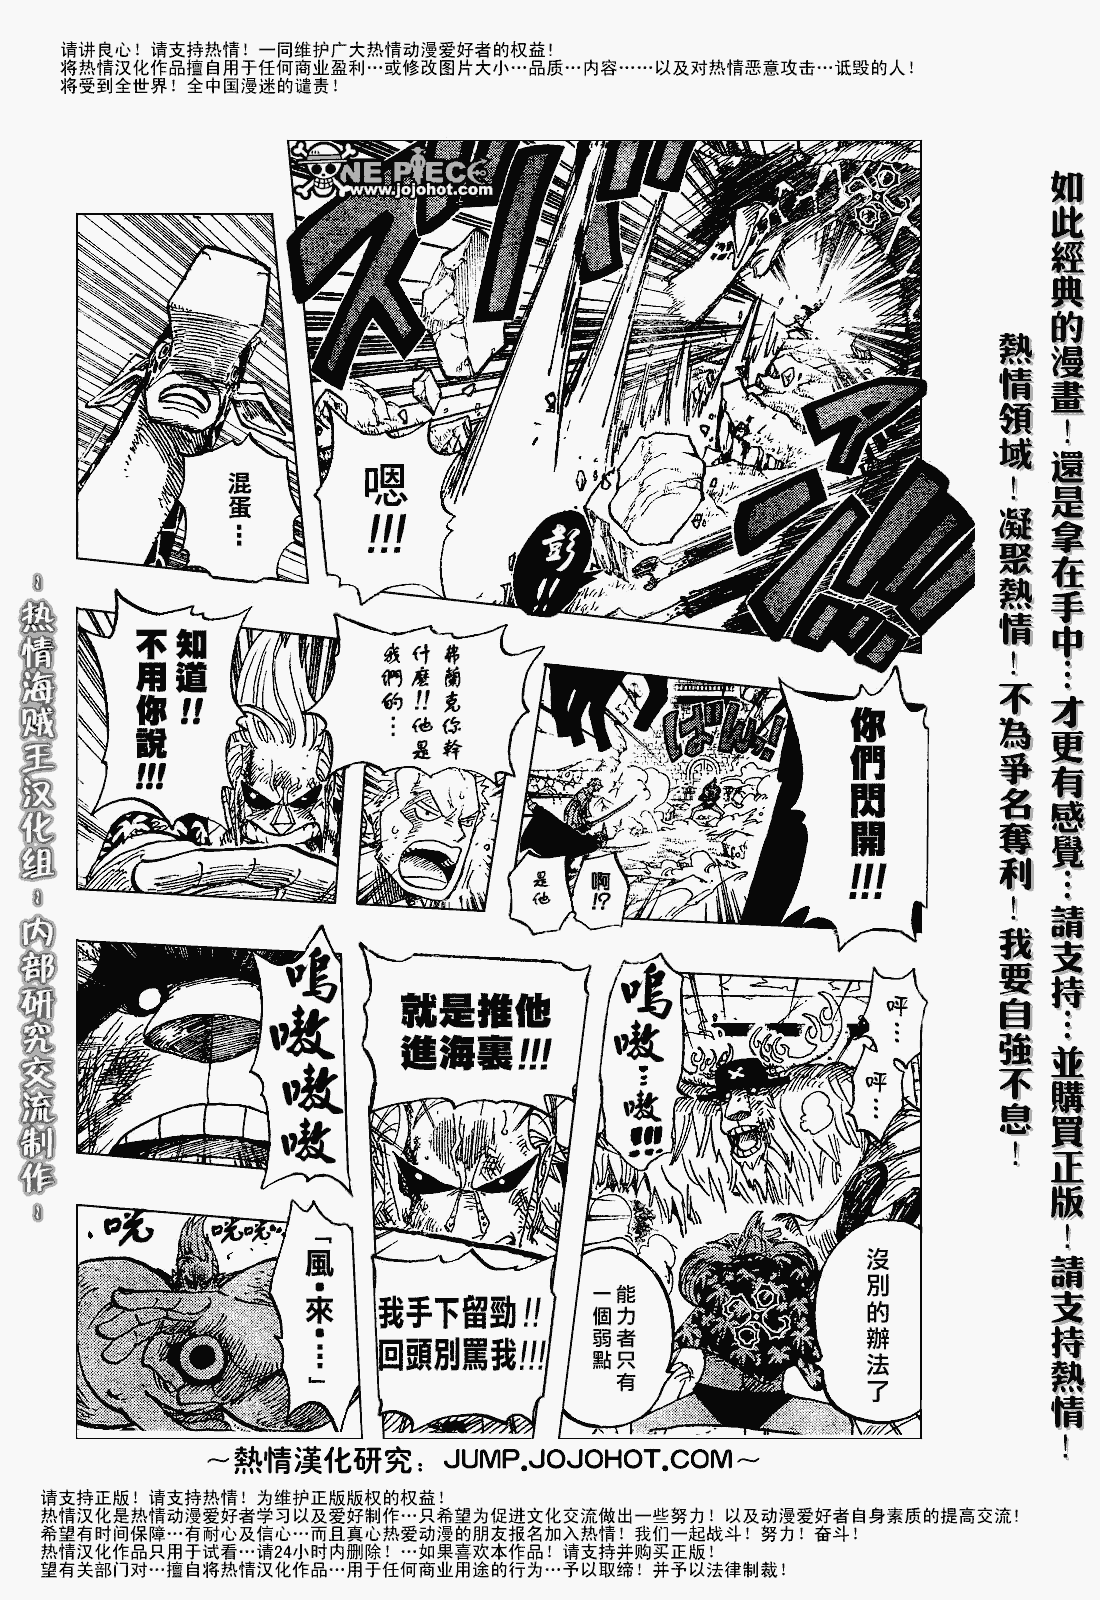 请讲良心！请支持热情！一同维护广大热情动漫爱好者的权益！
将热情汉化作品擅自用于任何商业盈利…或修改图片大小…品质…内容……以及对热情恶意攻击…诋毁的人！
将受到全世界！全中国漫迷的谴责！
如此經典的漫畫！還是拿在手中…才更有感覺…請支持…並購買正版！請支持熱情！
熱情領域！凝聚熱情！不為爭名奪利！我要自強不息！
ONE PIECE
www.jojohot.com
嗯!!!
彭!!
混蛋…
你們閃開!!!
ばんっ!
啊!?
是他
弗蘭克你幹
什麼!!他是
我們的…
知道!!
不用你說!!!
呼…
呼…
嗚嗷…嗷!!!
沒別的辦法了
能力者只有
一個弱點
就是推他
進海裏!!!
我手下留勁!!
回頭別罵我!!!
嗚嗷嗷嗷
咣
咣咣
「風·來·…」
~熱情漢化研究：JUMP.JOJOHOT.COM~
~热情海贼王汉化组~内部研究交流制作~
请支持正版！请支持热情！为维护正版版权的权益！
热情汉化是热情动漫爱好者学习以及爱好制作…只希望为促进文化交流做出一些努力！以及动漫爱好者自身素质的提高交流！
希望有时间保障…有耐心及信心…而且真心热爱动漫的朋友报名加入热情！我们一起战斗！努力！奋斗！
热情汉化作品只用于试看…请24小时内删除！…如果喜欢本作品！请支持并购买正版！
望有关部门对…擅自将热情汉化作品…用于任何商业用途的行为…予以取缔！并予以法律制裁！